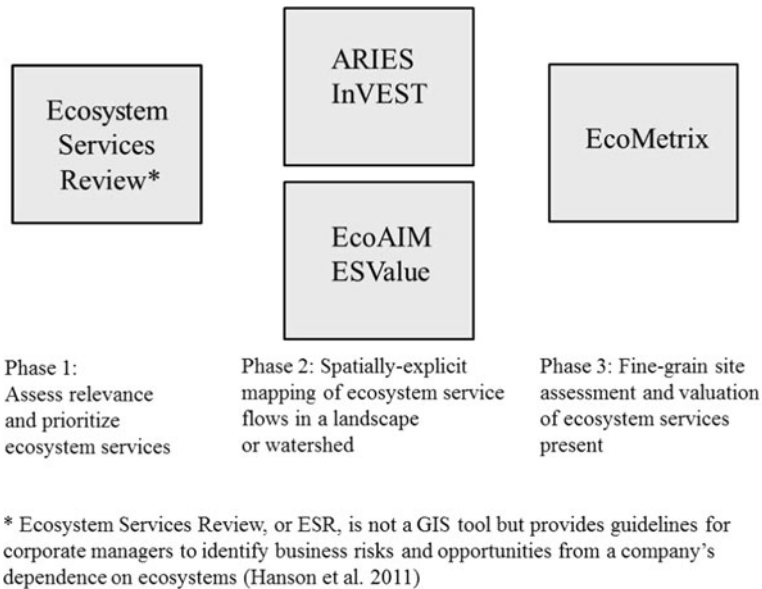 Ecosystem
Services
Review*
ARIES
InVEST
EcoAIM
ESValue
EcoMetrix
Phase 1:
Assess relevance
and prioritize
ecosystem services
Phase 2: Spatially-explicit
mapping of ecosystem service
flows in a landscape
or watershed
Phase 3: Fine-grain site
assessment and valuation
of ecosystem services
present
* Ecosystem Services Review, or ESR, is not a GIS tool but provides guidelines for
corporate managers to identify business risks and opportunities from a company’s
dependence on ecosystems (Hanson et al. 2011)